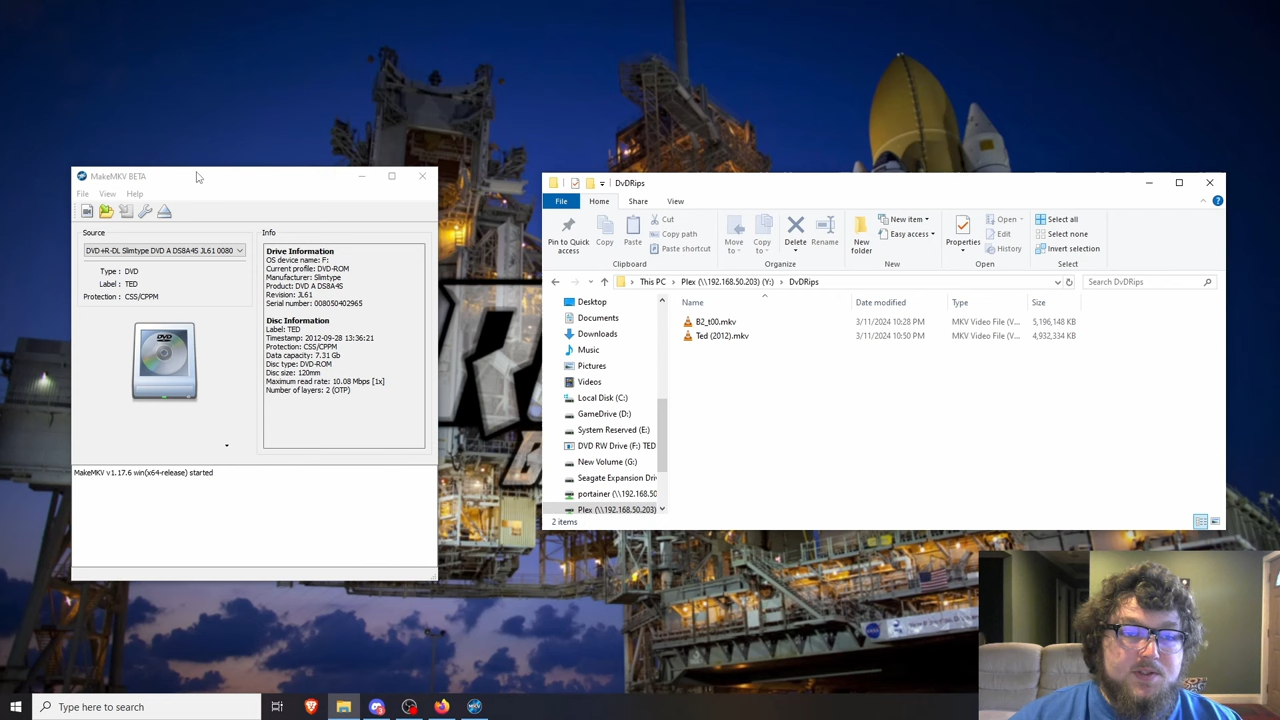 MakeMKV BETA
File View Help
Source
DVD+R-DL Slimtype DVD A DS8A4S JL61 0080
Type : DVD
Label : TED
Protection : CSS/CPPM
DVD
Info
Drive Information
OS device name: F:
Current profile: DVD-ROM
Manufacturer: Slimtype
Product: DVD A DS8A4S
Revision: JL61
Serial number: 008050402965
Disc Information
Label: TED
Timestamp: 2012-09-28 13:36:21
Protection: CSS/CPPM
Data capacity: 7.31 Gb
Disc type: DVD-ROM
Disc size: 120mm
Maximum read rate: 10.08 Mbps [1x]
Number of layers: 2 (OTP)
MakeMKV v1.17.6 win(x64-release) started
DvDRips
File Home Share View
Pin to Quick access
Copy
Paste
Cut
Copy path
Paste shortcut
Clipboard
Move to
Copy to
Delete
Rename
Organize
New folder
New item
Easy access
New
Properties
Open
Edit
History
Open
Select all
Select none
Invert selection
Select
This PC > Plex (\\192.168.50.203) (Y:) > DvDRips
Search DvDRips
Desktop
Documents
Downloads
Music
Pictures
Videos
Local Disk (C:)
GameDrive (D:)
System Reserved (E:)
DVD RW Drive (F:) TED
New Volume (G:)
Seagate Expansion Driv
portainer (\\192.168.50
Plex (\\192.168.50.203)
Name Date modified Type Size
B2_t00.mkv 3/11/2024 10:28 PM MKV Video File (V... 5,196,148 KB
Ted (2012).mkv 3/11/2024 10:50 PM MKV Video File (V... 4,932,334 KB
2 items
NASA
Type here to search
MKV